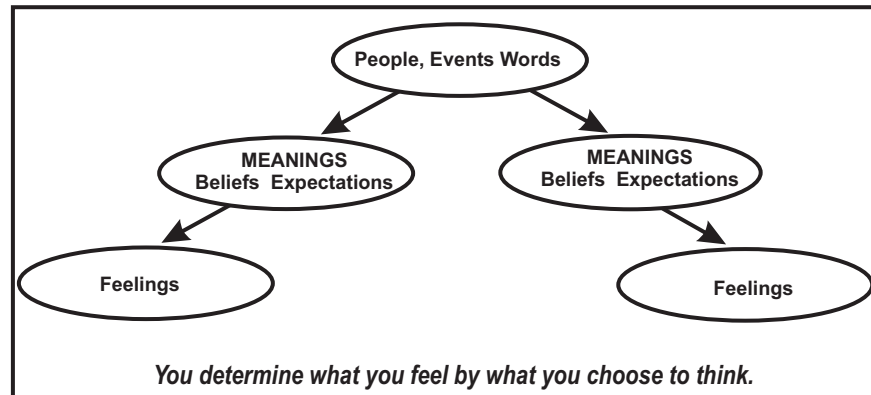 People, Events Words
MEANINGS
Beliefs Expectations
MEANINGS
Beliefs Expectations
Feelings
Feelings
You determine what you feel by what you choose to think.